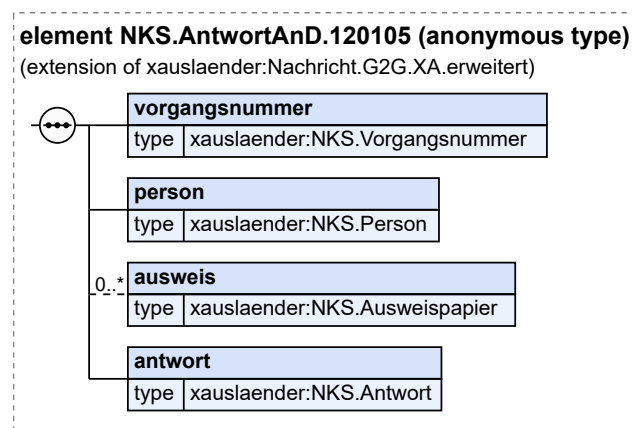 element NKS.AntwortAnD.120105 (anonymous type)
(extension of xauslaender:Nachricht.G2G.XA.erweitert)
vorgangsnummer
type xauslaender:NKS.Vorgangsnummer
person
type xauslaender:NKS.Person
0..* ausweis
type xauslaender:NKS.Ausweispapier
antwort
type xauslaender:NKS.Antwort